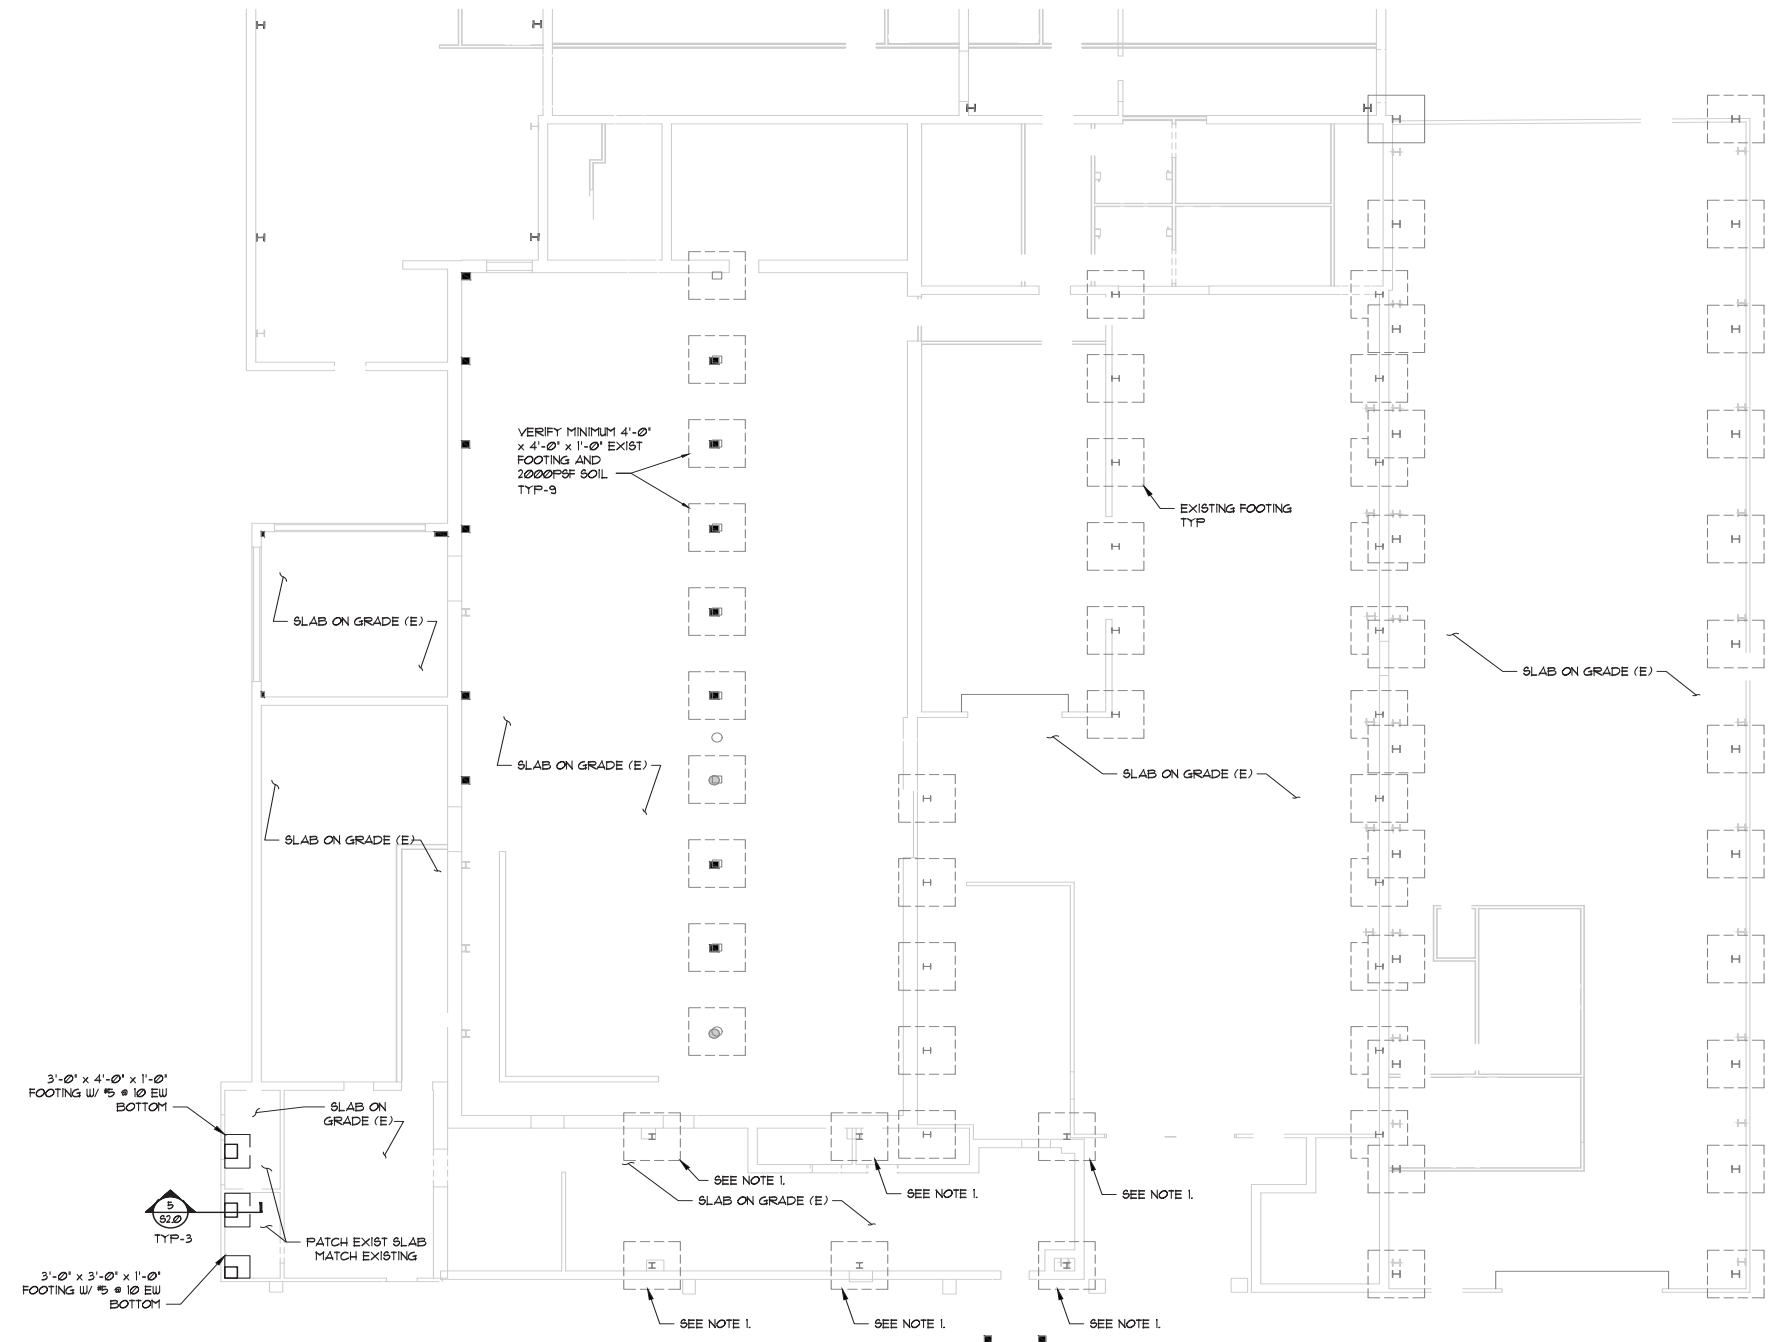 VERIFY MINIMUM 4'-0"
x 4'-0" x 1'-0" EXIST
FOOTING AND
2000PSF SOIL
TYP-9
EXISTING FOOTING
TYP
SLAB ON GRADE (E)
SLAB ON GRADE (E)
SLAB ON GRADE (E)
SLAB ON GRADE (E)
SLAB ON GRADE (E)
3'-0" x 4'-0" x 1'-0"
FOOTING W/ #5 @ 10 EW
BOTTOM
SLAB ON
GRADE (E)
SEE NOTE 1.
SEE NOTE 1.
SEE NOTE 1.
SLAB ON GRADE (E)
5
S2.0
TYP-3
PATCH EXIST SLAB
MATCH EXISTING
3'-0" x 3'-0" x 1'-0"
FOOTING W/ #5 @ 10 EW
BOTTOM
SEE NOTE 1.
SEE NOTE 1.
SEE NOTE 1.